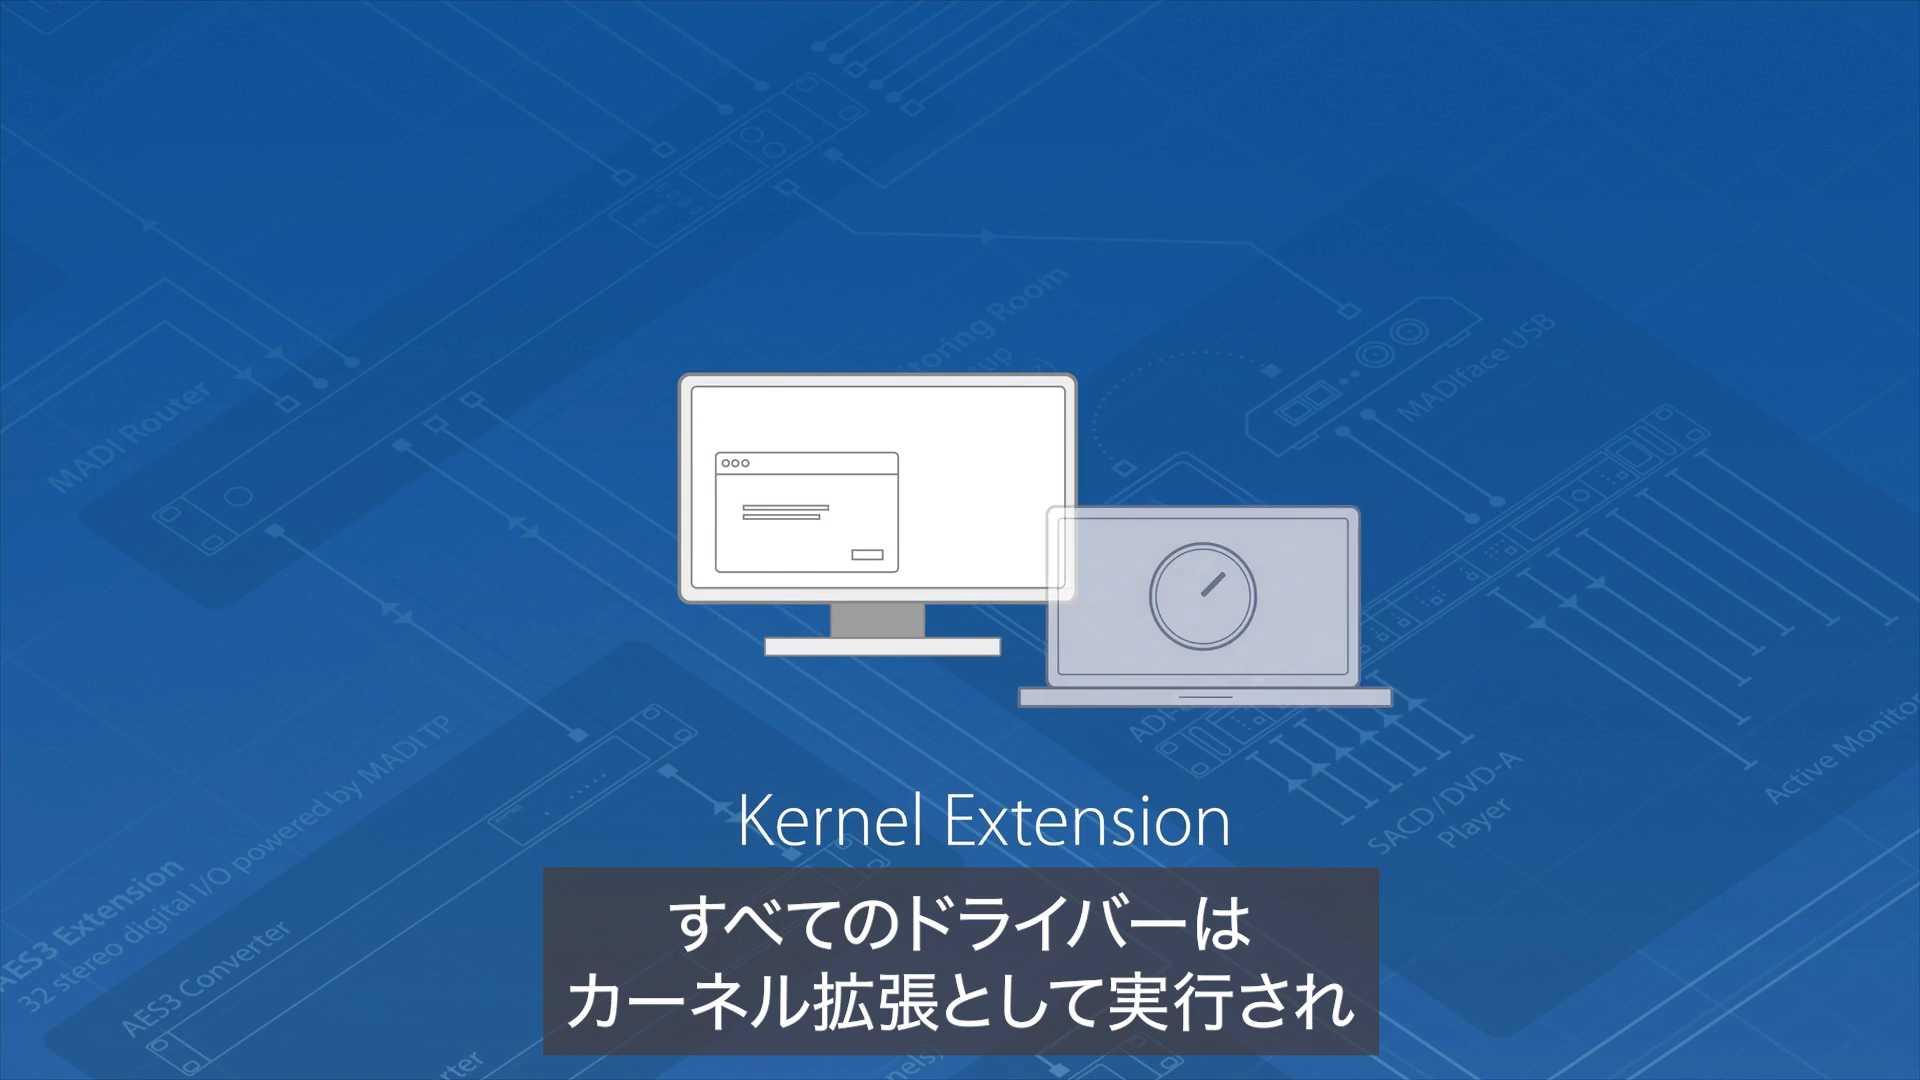 toring Room
MADIface USB
MADI Router
32 stereo digital I/O powered by MADI TP
AES3 Extension
AES3 Converter
SACD/DVD-A
Player
Active Monitor
Kernel Extension
すべてのドライバーは
カーネル拡張として実行され